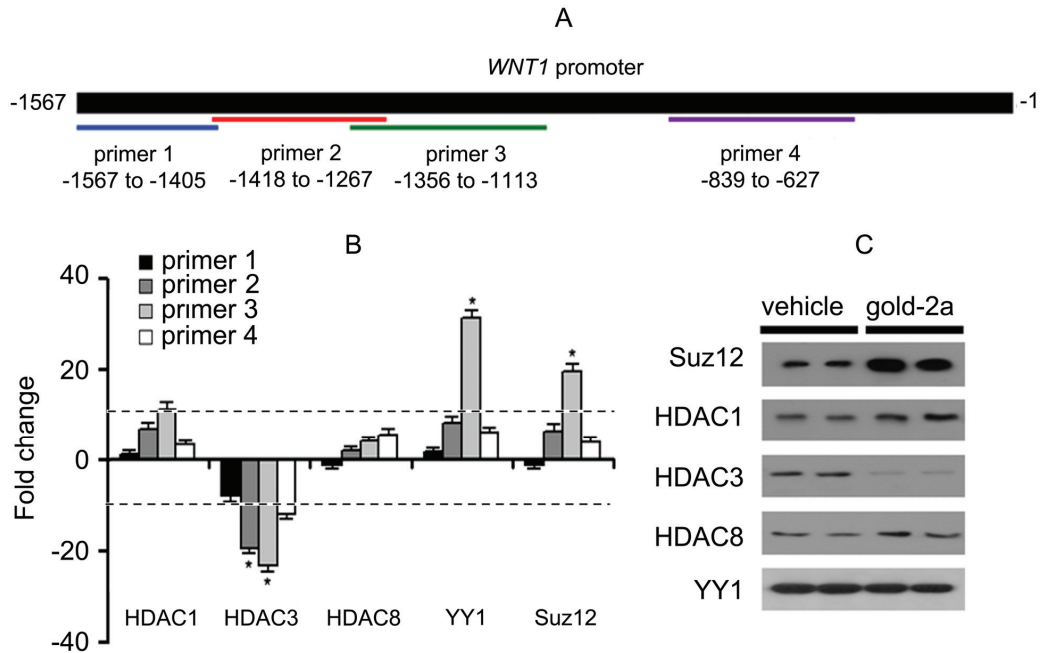 A
WNT1 promoter
-1567
-1
primer 1
-1567 to -1405
primer 2
-1418 to -1267
primer 3
-1356 to -1113
primer 4
-839 to -627
B
primer 1
primer 2
primer 3
primer 4
Fold change
40
20
0
-20
-40
*
*
*
*
HDAC1
HDAC3
HDAC8
YY1
Suz12
C
vehicle
gold-2a
Suz12
HDAC1
HDAC3
HDAC8
YY1